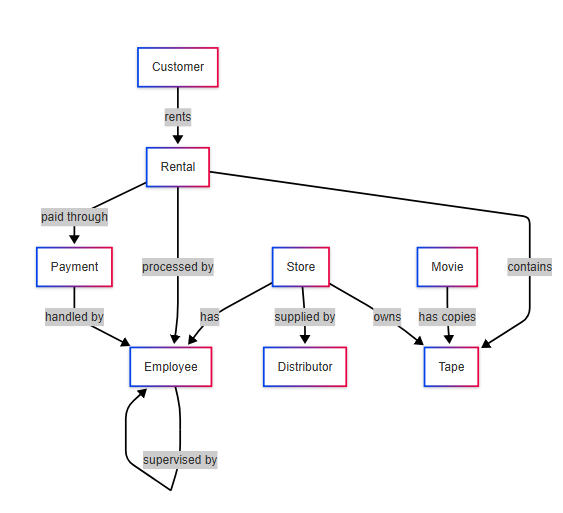 Customer
rents
Rental
paid through
Payment
processed by
Store
Movie
contains
handled by
has
supplied by
owns
has copies
Employee
Distributor
Tape
supervised by